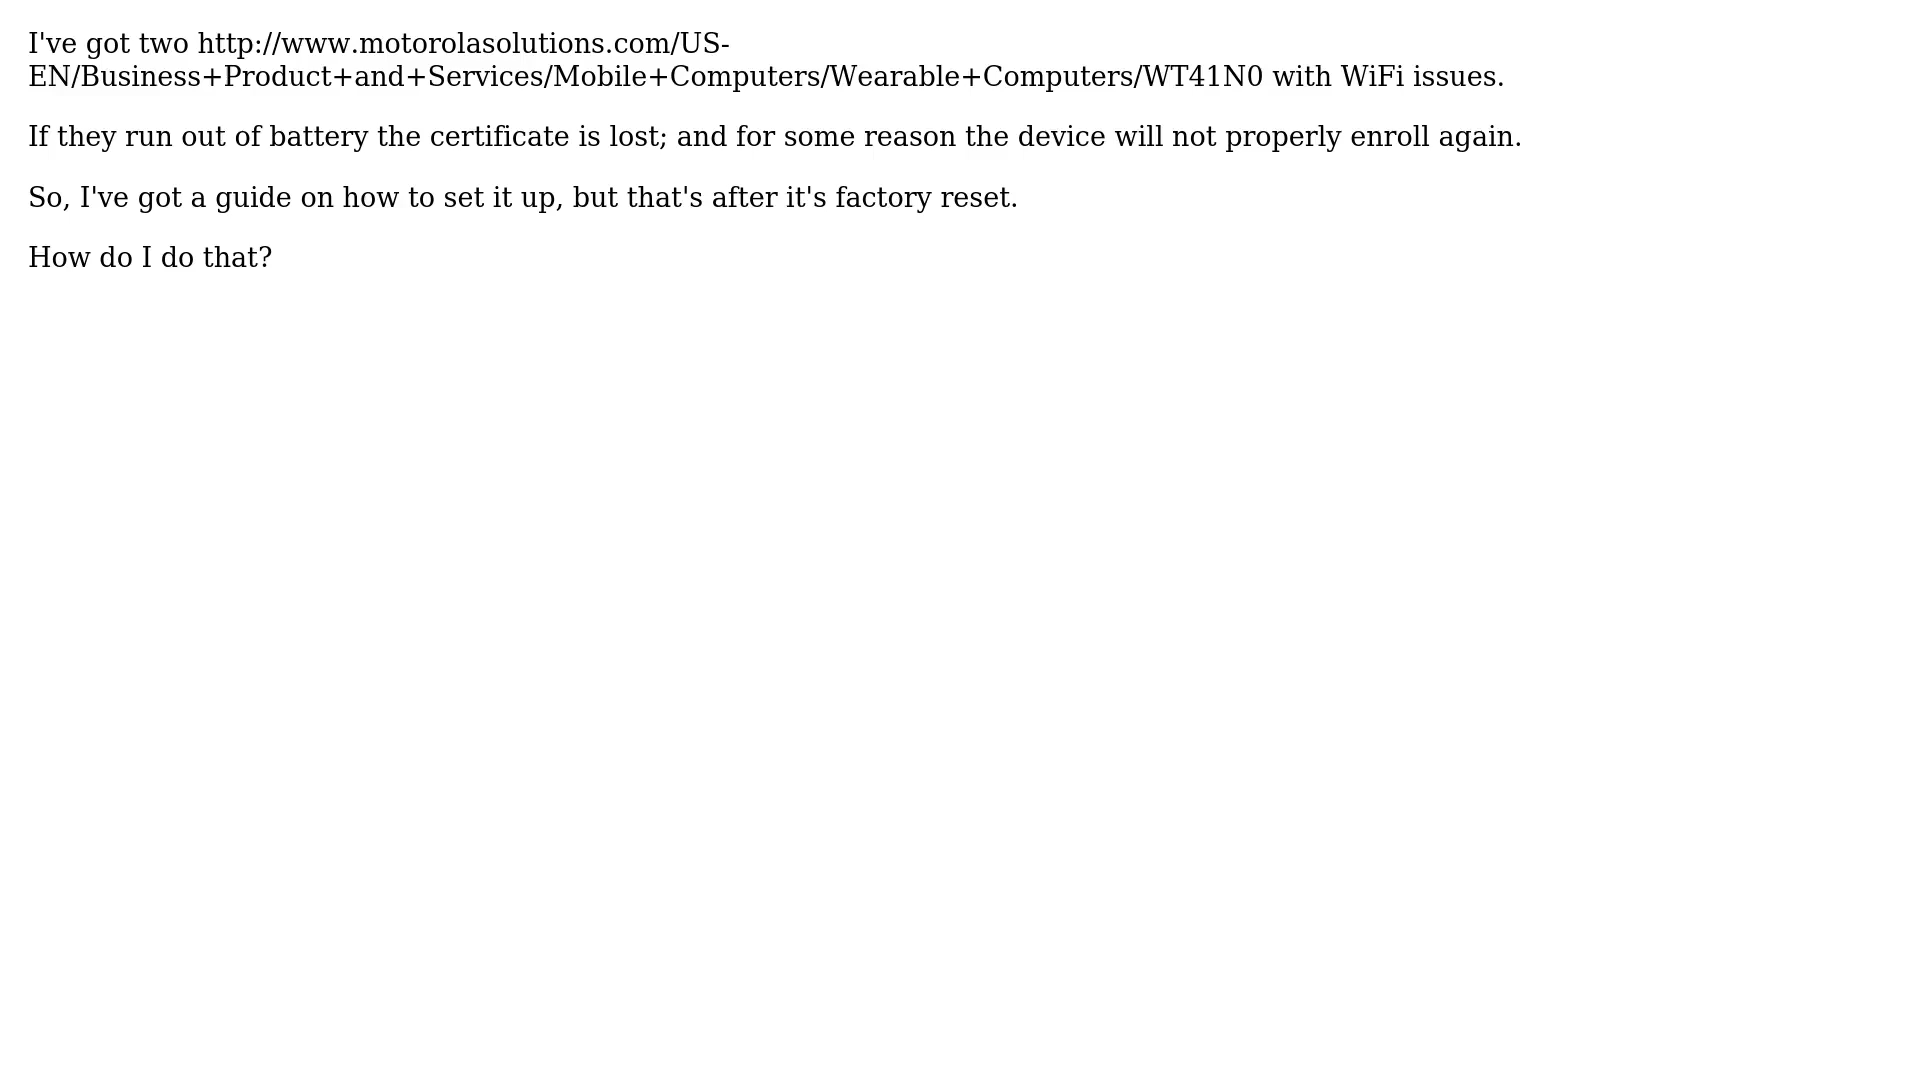 I've got two http://www.motorolasolutions.com/US-
EN/Business+Product+and+Services/Mobile+Computers/Wearable+Computers/WT41N0 with WiFi issues.
If they run out of battery the certificate is lost; and for some reason the device will not properly enroll again.
So, I've got a guide on how to set it up, but that's after it's factory reset.
How do I do that?